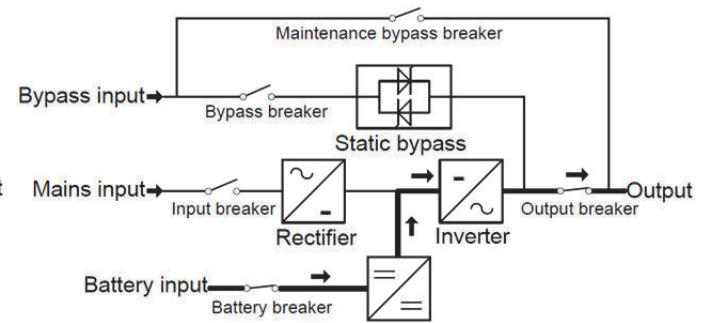 Maintenance bypass breaker
Bypass input
Bypass breaker
Static bypass
t
Mains input
Input breaker
Rectifier
Inverter
Output breaker
Output
Battery input
Battery breaker